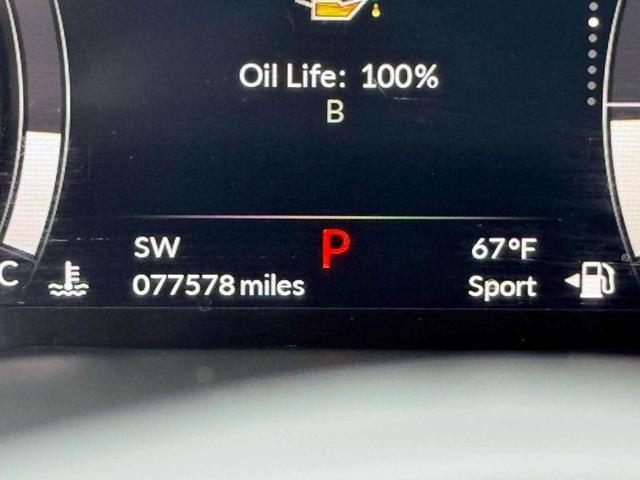 Oil Life: 100%
B
SW P 67°F
C 077578 miles Sport